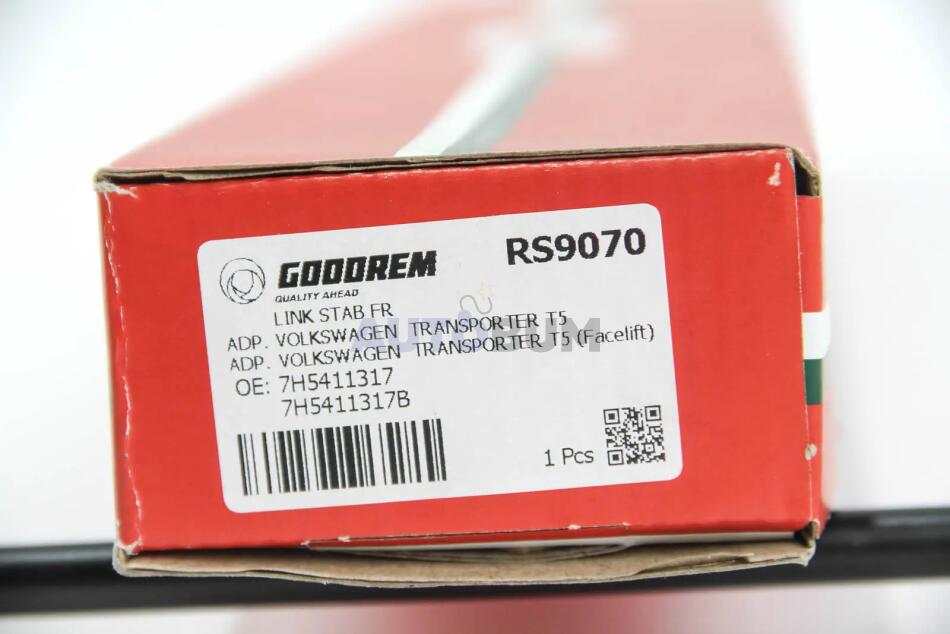 GOODREM
QUALITY AHEAD
RS9070
LINK STAB FR
ADP. VOLKSWAGEN TRANSPORTER T5
ADP. VOLKSWAGEN TRANSPORTER T5 (Facelift)
OE: 7H5411317
7H5411317B
1 Pcs